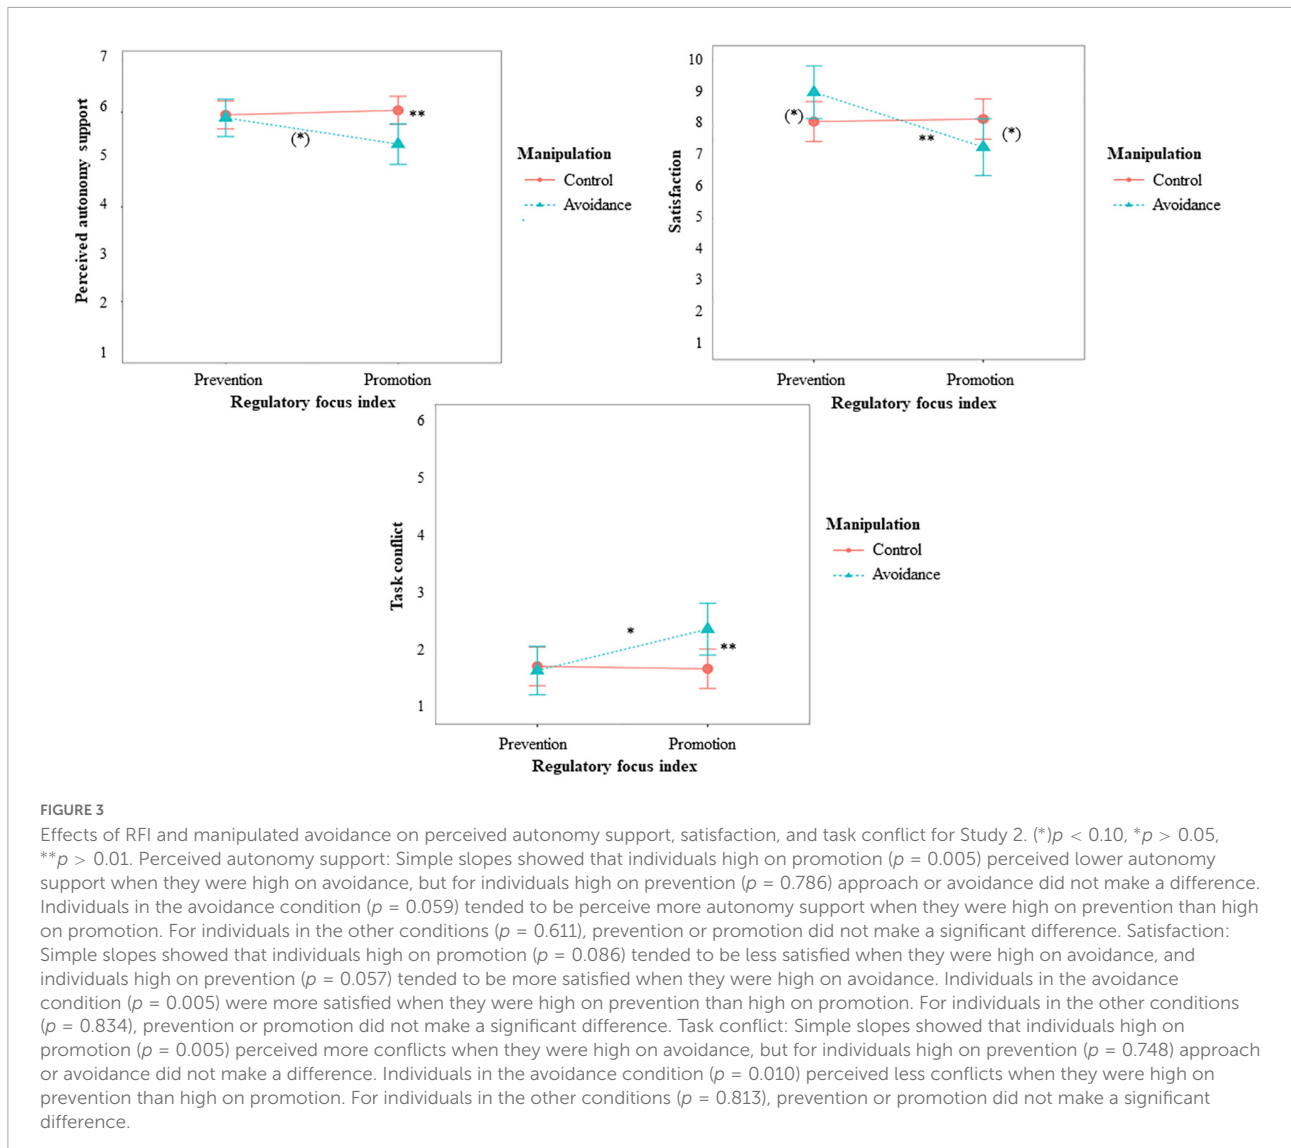 7
6
5
4
3
2
1
Perceived autonomy support
(*)
**
Prevention
Promotion
Regulatory focus index
Manipulation
Control
Avoidance
10
9
8
7
6
5
4
3
2
1
Satisfaction
(*)
**
(*)
Prevention
Promotion
Regulatory focus index
Manipulation
Control
Avoidance
6
5
4
3
2
1
Task conflict
*
**
Prevention
Promotion
Regulatory focus index
Manipulation
Control
Avoidance
FIGURE 3
Effects of RFI and manipulated avoidance on perceived autonomy support, satisfaction, and task conflict for Study 2. (*)p < 0.10, *p > 0.05,
**p > 0.01. Perceived autonomy support: Simple slopes showed that individuals high on promotion (p = 0.005) perceived lower autonomy
support when they were high on avoidance, but for individuals high on prevention (p = 0.786) approach or avoidance did not make a difference.
Individuals in the avoidance condition (p = 0.059) tended to be perceive more autonomy support when they were high on prevention than high
on promotion. For individuals in the other conditions (p = 0.611), prevention or promotion did not make a significant difference. Satisfaction:
Simple slopes showed that individuals high on promotion (p = 0.086) tended to be less satisfied when they were high on avoidance, and
individuals high on prevention (p = 0.057) tended to be more satisfied when they were high on avoidance. Individuals in the avoidance
condition (p = 0.005) were more satisfied when they were high on prevention than high on promotion. For individuals in the other conditions
(p = 0.834), prevention or promotion did not make a significant difference. Task conflict: Simple slopes showed that individuals high on
promotion (p = 0.005) perceived more conflicts when they were high on avoidance, but for individuals high on prevention (p = 0.748) approach
or avoidance did not make a difference. Individuals in the avoidance condition (p = 0.010) perceived less conflicts when they were high on
prevention than high on promotion. For individuals in the other conditions (p = 0.813), prevention or promotion did not make a significant
difference.